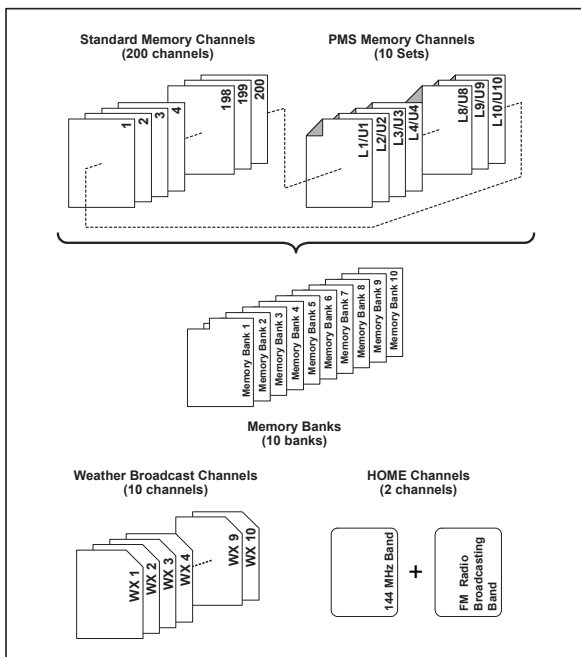 Standard Memory Channels
(200 channels)
PMS Memory Channels
(10 Sets)
1
2
3
4
198
199
200
L1/U1
L2/U2
L3/U3
L4/U4
L8/U8
L9/U9
L10/U10
Memory Bank 1
Memory Bank 2
Memory Bank 3
Memory Bank 4
Memory Bank 5
Memory Bank 6
Memory Bank 7
Memory Bank 8
Memory Bank 9
Memory Bank 10
Memory Banks
(10 banks)
Weather Broadcast Channels
(10 channels)
HOME Channels
(2 channels)
WX 1
WX 2
WX 3
WX 4
WX 9
WX 10
144 MHz Band
+
FM Radio
Broadcasting
Band